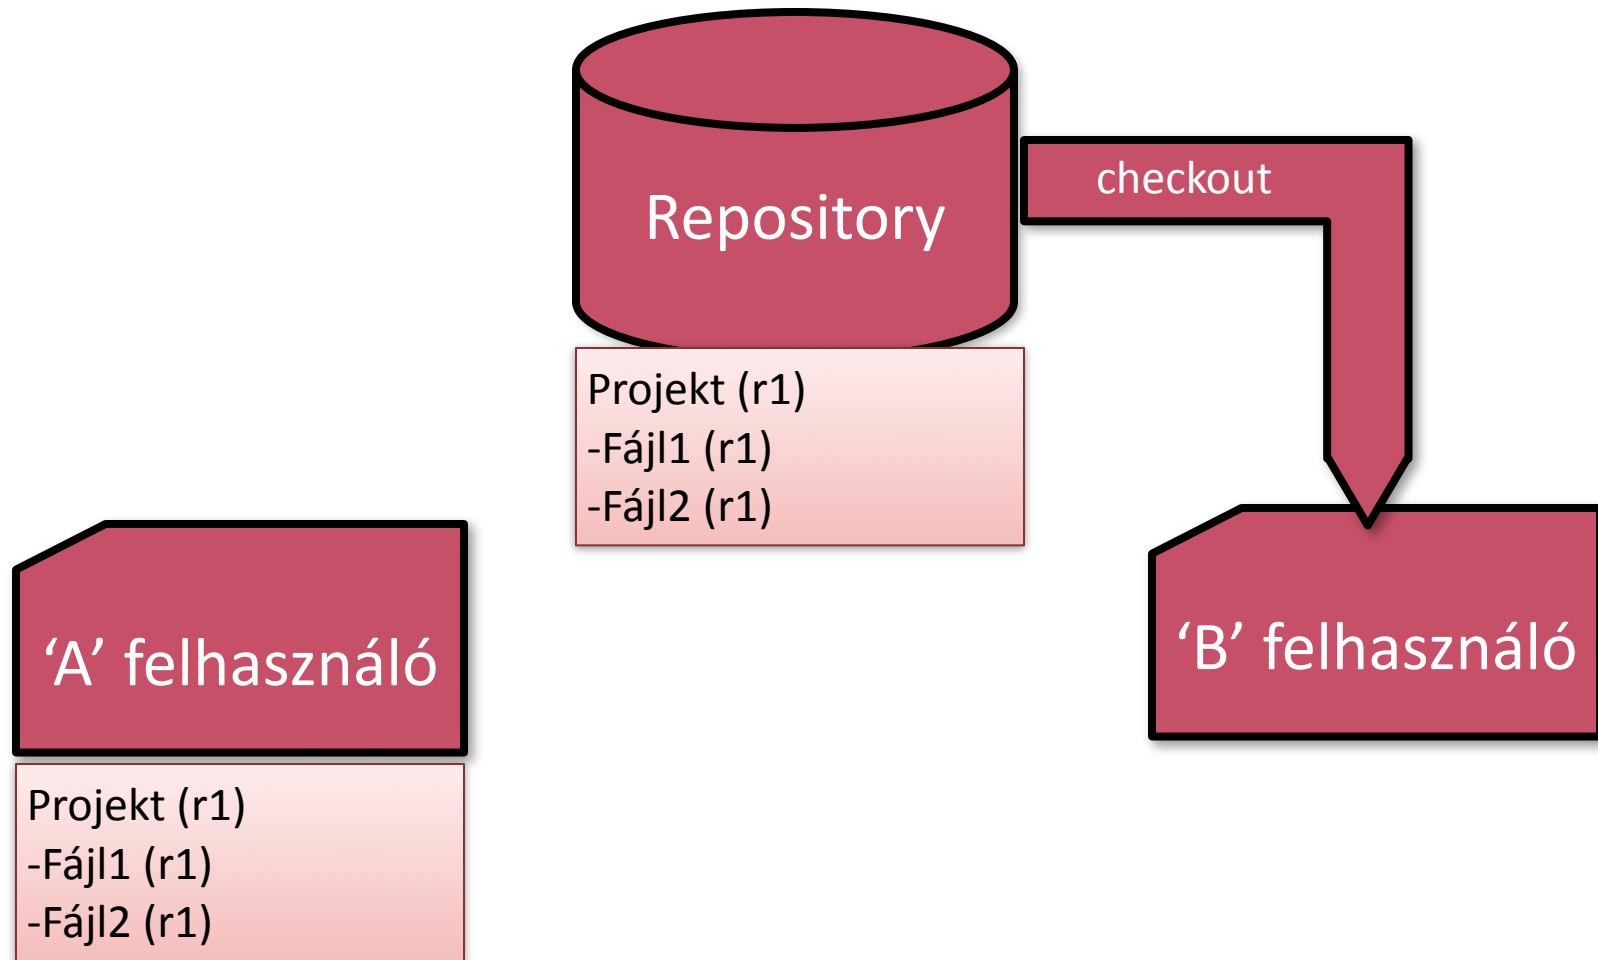 Repository
checkout
Projekt (r1)
-Fájl1 (r1)
-Fájl2 (r1)
‘A’ felhasználó
‘B’ felhasználó
Projekt (r1)
-Fájl1 (r1)
-Fájl2 (r1)